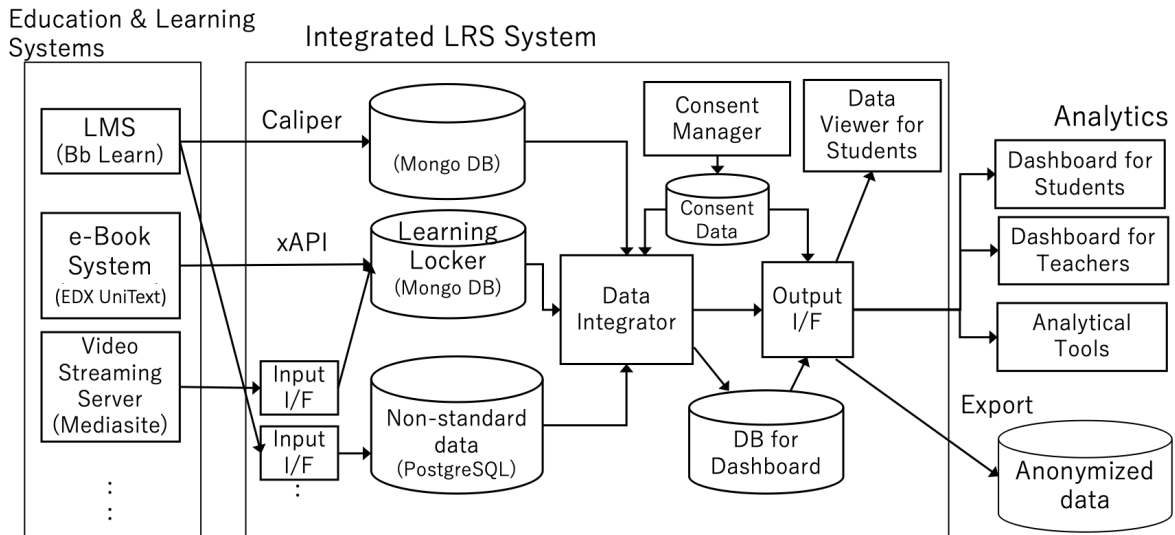 Education & Learning
Systems
Integrated LRS System
LMS
(Bb Learn)
e-Book
System
(EDX UniText)
Video
Streaming
Server
(Mediasite)
⋮
Caliper
(Mongo DB)
xAPI
Learning
Locker
(Mongo DB)
Input
I/F
Input
I/F
⋮
Non-standard
data
(PostgreSQL)
Consent
Manager
Consent
Data
Data
Integrator
Data
Viewer for
Students
Output
I/F
DB for
Dashboard
Analytics
Dashboard for
Students
Dashboard for
Teachers
Analytical
Tools
Export
Anonymized
data